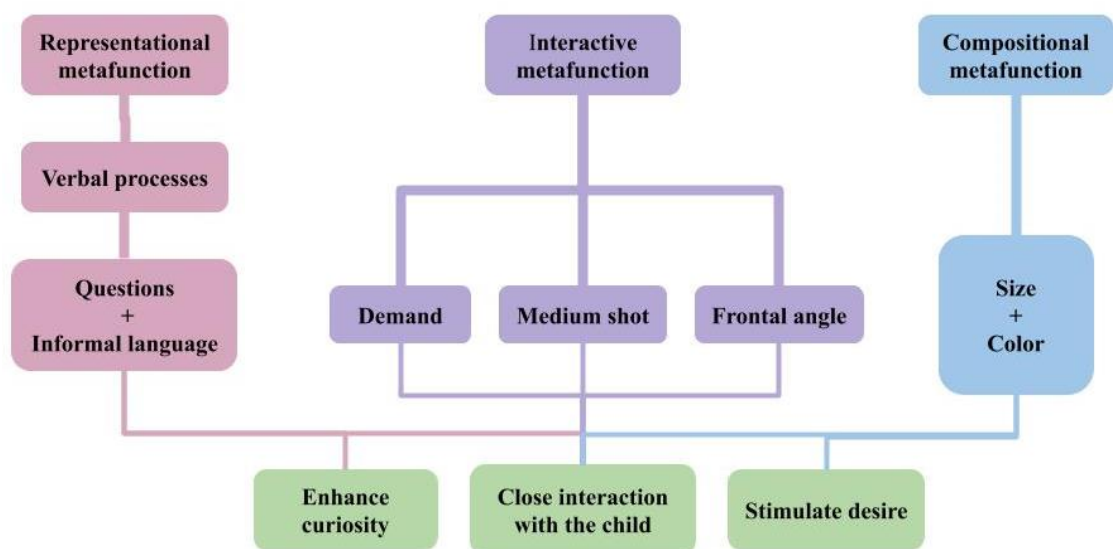 Representational
metafunction
Interactive
metafunction
Compositional
metafunction
Verbal processes
Questions
+
Informal language
Demand
Medium shot
Frontal angle
Size
+
Color
Enhance
curiosity
Close interaction
with the child
Stimulate desire